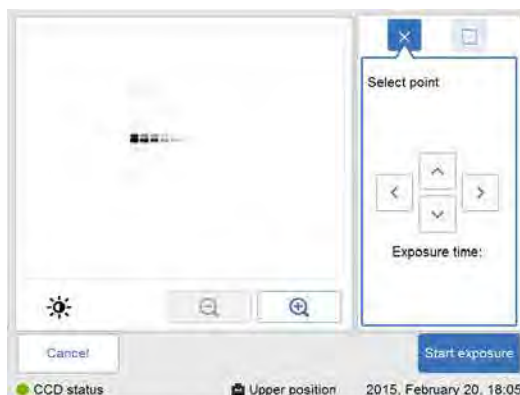 Select point
Exposure time:
Cancel
Start exposure
CCD status
Upper position
2015, February 20, 18:05